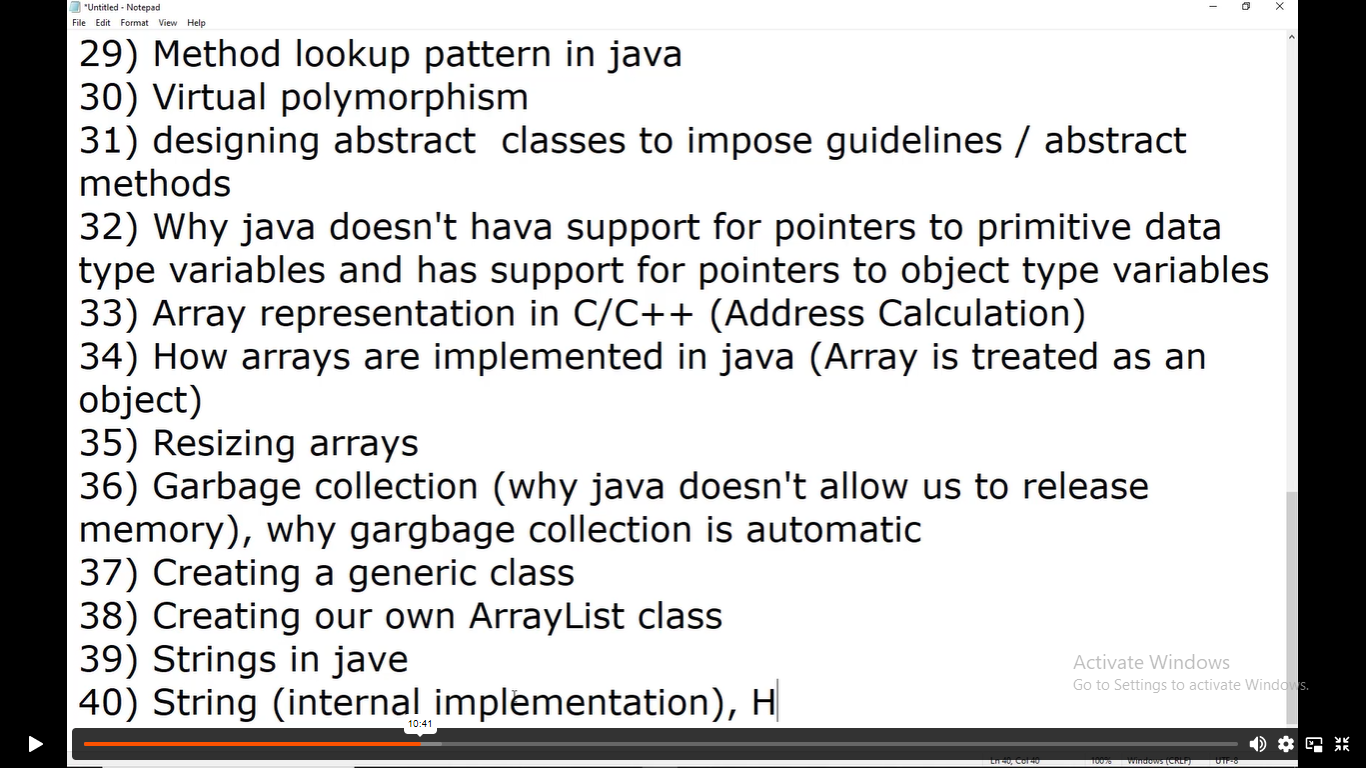 *Untitled - Notepad
File Edit Format View Help
29) Method lookup pattern in java
30) Virtual polymorphism
31) designing abstract  classes to impose guidelines / abstract
methods
32) Why java doesn't hava support for pointers to primitive data
type variables and has support for pointers to object type variables
33) Array representation in C/C++ (Address Calculation)
34) How arrays are implemented in java (Array is treated as an
object)
35) Resizing arrays
36) Garbage collection (why java doesn't allow us to release
memory), why gargbage collection is automatic
37) Creating a generic class
38) Creating our own ArrayList class
39) Strings in jave
Activate Windows
Go to Settings to activate Windows.
40) String (internal implementation), H
10:41
Ln 40, Col 40 100% Windows (CRLF) UTF-8